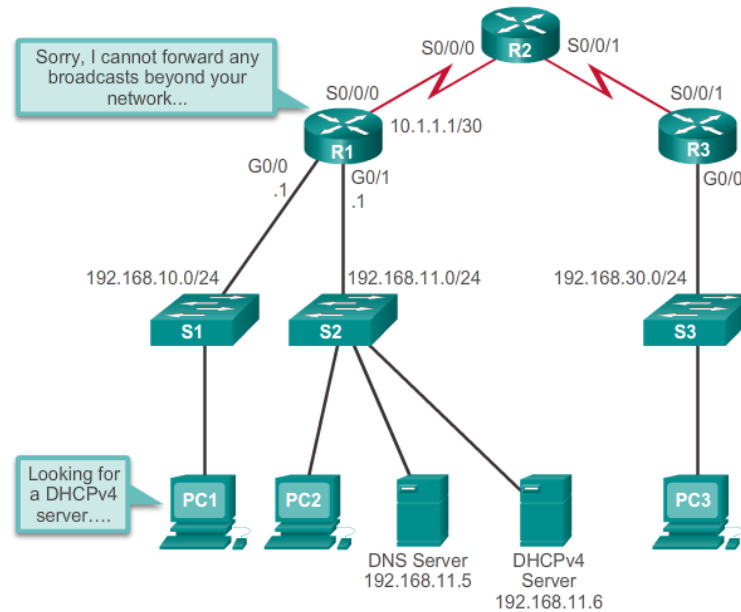 Sorry, I cannot forward any
broadcasts beyond your
network...
S0/0/0
R2
S0/0/1
S0/0/0
10.1.1.1/30
S0/0/1
R1
R3
G0/0
.1
G0/1
.1
G0/0
192.168.10.0/24
192.168.11.0/24
192.168.30.0/24
S1
S2
S3
Looking for
a DHCPv4
server....
PC1
PC2
PC3
DNS Server
192.168.11.5
DHCPv4
Server
192.168.11.6